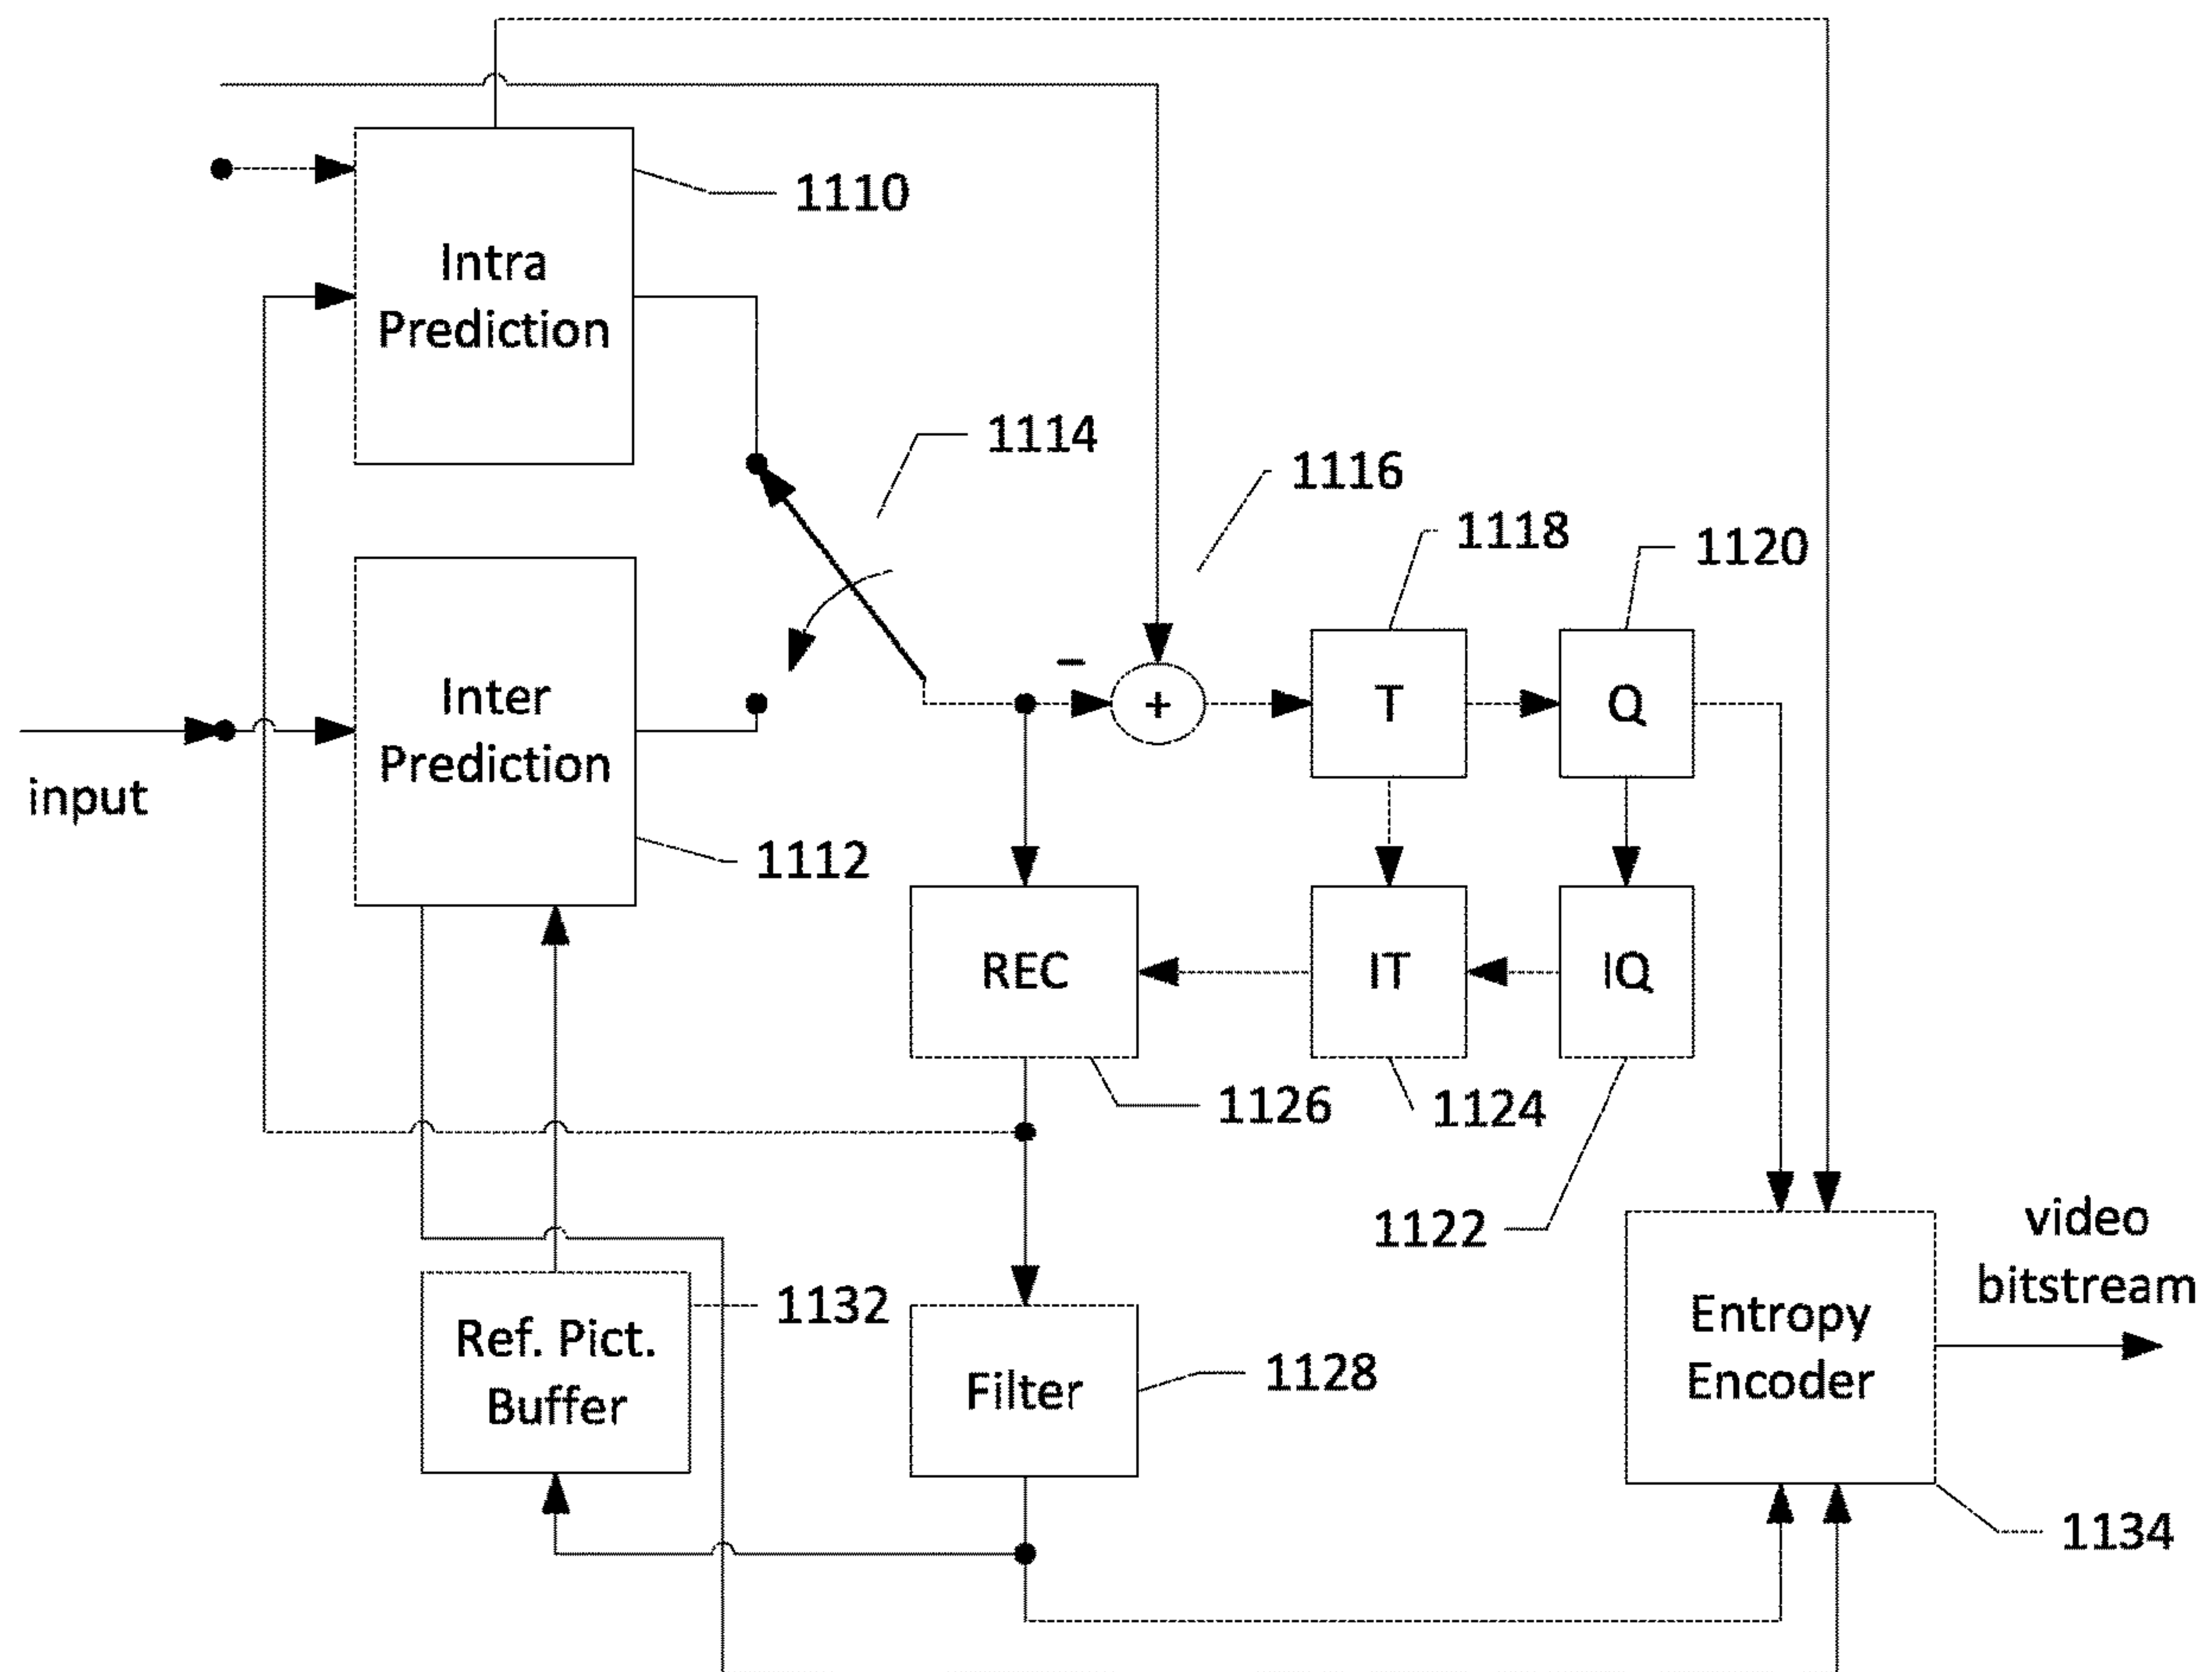 1110
Intra
Prediction
1114
1116
1118
1120
Inter
Prediction
−
+
T
Q
input
1112
REC
IT
IQ
1126
1124
1122
video
bitstream
1132
Ref. Pict.
Buffer
Filter
1128
Entropy
Encoder
1134